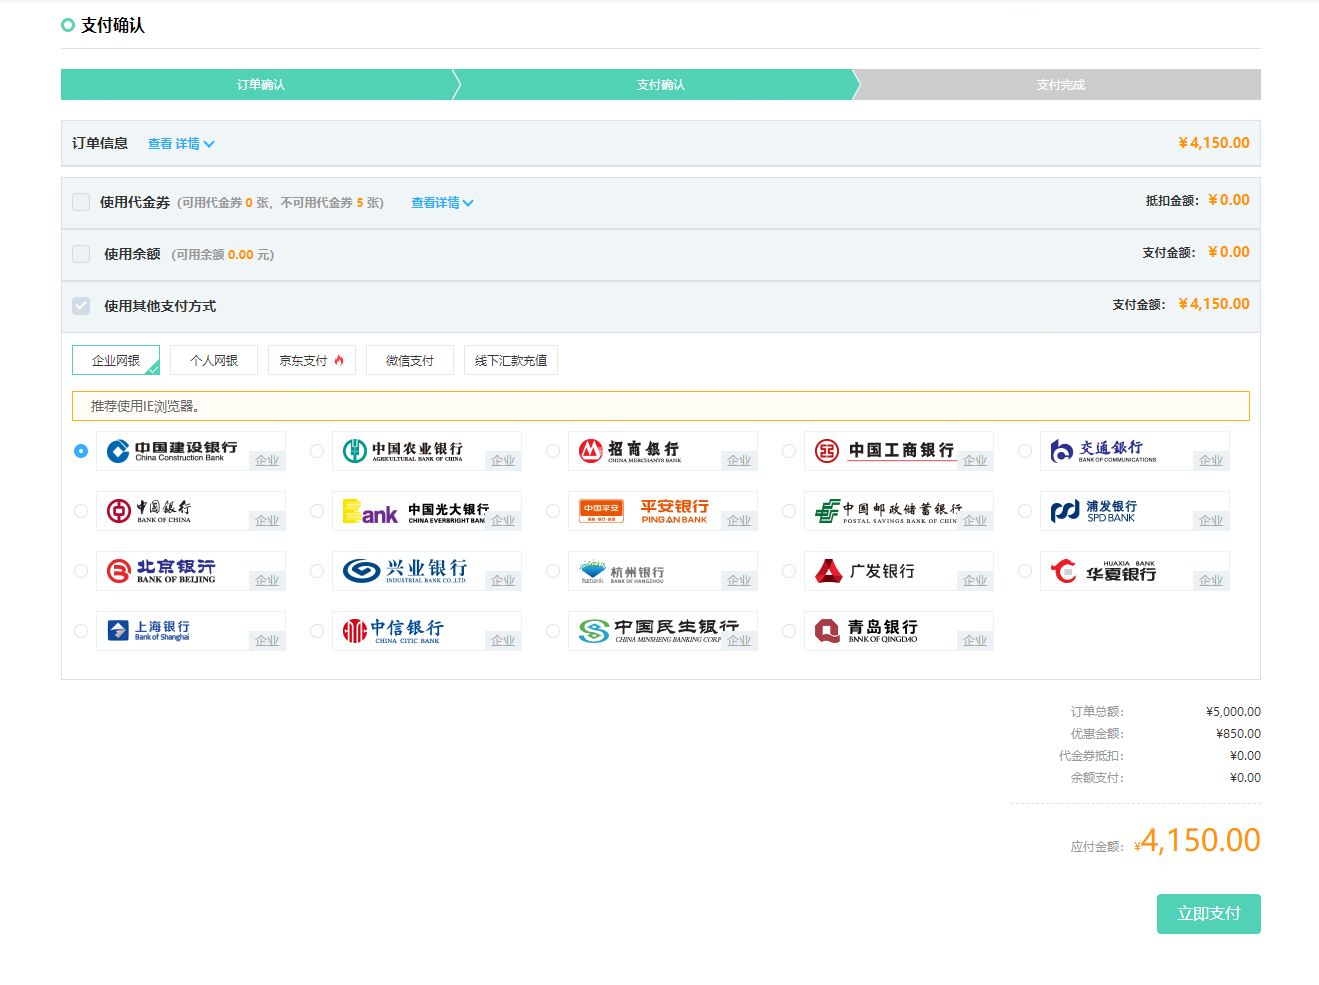 支付确认
订单确认 支付确认 支付完成
订单信息 查看 详情 ¥4,150.00
使用代金券 (可用代金券 0 张，不可用代金券 5 张) 查看详情 抵扣金额： ¥0.00
使用余额 (可用余额 0.00 元) 支付金额： ¥0.00
使用其他支付方式 支付金额： ¥4,150.00
企业网银 个人网银 京东支付 微信支付 线下汇款充值
推荐使用IE浏览器。
中国建设银行 China Construction Bank 企业
中国农业银行 AGRICULTURAL BANK OF CHINA 企业
招商银行 CHINA MERCHANTS BANK 企业
中国工商银行 企业
交通银行 BANK OF COMMUNICATIONS 企业
中国银行 BANK OF CHINA 企业
Bank 中国光大银行 CHINA EVERBRIGHT BAN 企业
中国平安 平安银行 PING AN BANK 企业
中国邮政储蓄银行 POSTAL SAVINGS BANK OF CHIN 企业
浦发银行 SPD BANK 企业
北京银行 BANK OF BEIJING 企业
兴业银行 INDUSTRIAL BANK CO.,LTD. 企业
hzbank 杭州银行 BANK OF HANGZHOU 企业
广发银行 企业
HUAXIA BANK 华夏银行 企业
上海银行 Bank of Shanghai 企业
中信银行 CHINA CITIC BANK 企业
中国民生银行 CHINA MINSHENG BANKING CORP 企业
青岛银行 BANK OF QINGDAO 企业
订单总额： ¥5,000.00
优惠金额： ¥850.00
代金券抵扣： ¥0.00
余额支付： ¥0.00
应付金额： ¥4,150.00
立即支付